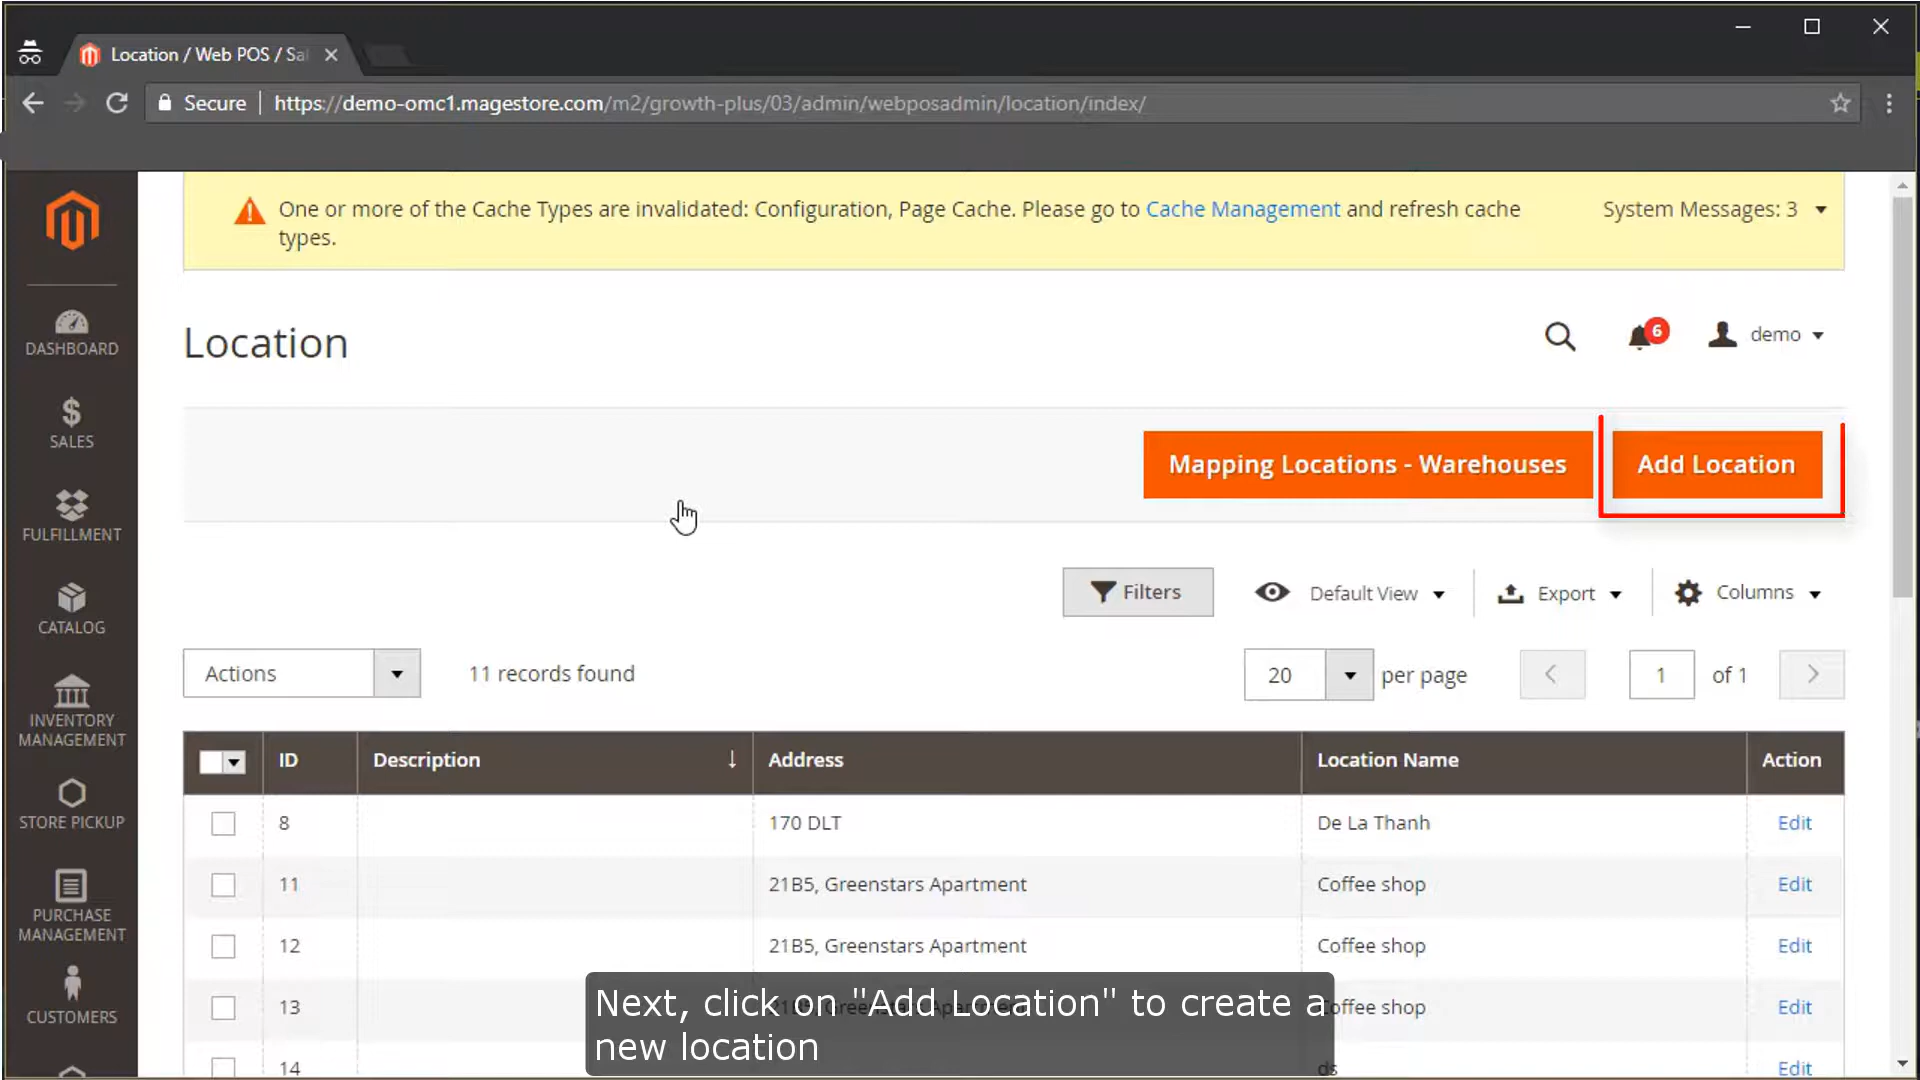 Location / Web POS / Sal
Secure https://demo-omc1.magestore.com/m2/growth-plus/03/admin/webposadmin/location/index/
One or more of the Cache Types are invalidated: Configuration, Page Cache. Please go to Cache Management and refresh cache
types.
System Messages: 3
DASHBOARD
SALES
FULFILLMENT
CATALOG
INVENTORY
MANAGEMENT
STORE PICKUP
PURCHASE
MANAGEMENT
CUSTOMERS
Location
6
demo
Mapping Locations - Warehouses
Add Location
Filters
Default View
Export
Columns
Actions
11 records found
20
per page
1
of 1
ID Description Address Location Name Action
8 170 DLT De La Thanh Edit
11 21B5, Greenstars Apartment Coffee shop Edit
12 21B5, Greenstars Apartment Coffee shop Edit
13 offee shop Edit
14 ds Edit
Next, click on "Add Location" to create a
new location